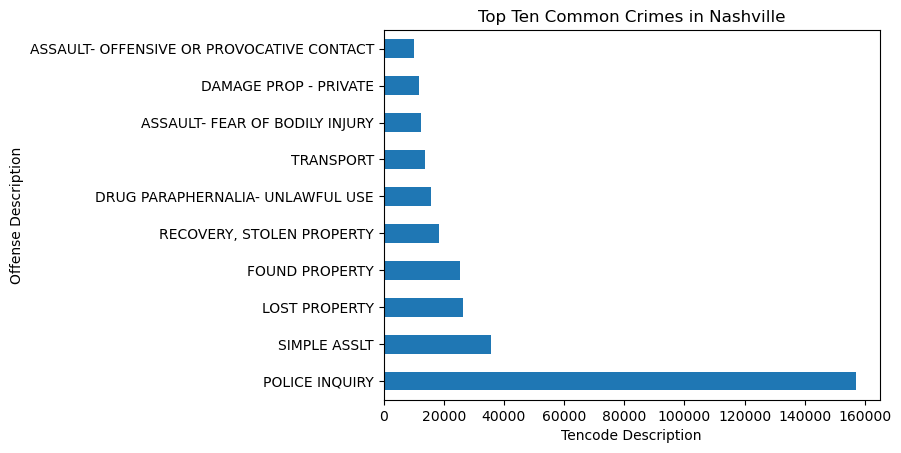 Top Ten Common Crimes in Nashville
ASSAULT- OFFENSIVE OR PROVOCATIVE CONTACT
DAMAGE PROP - PRIVATE
ASSAULT- FEAR OF BODILY INJURY
TRANSPORT
DRUG PARAPHERNALIA- UNLAWFUL USE
RECOVERY, STOLEN PROPERTY
FOUND PROPERTY
LOST PROPERTY
SIMPLE ASSLT
POLICE INQUIRY
Offense Description
0 20000 40000 60000 80000 100000 120000 140000 160000
Tencode Description